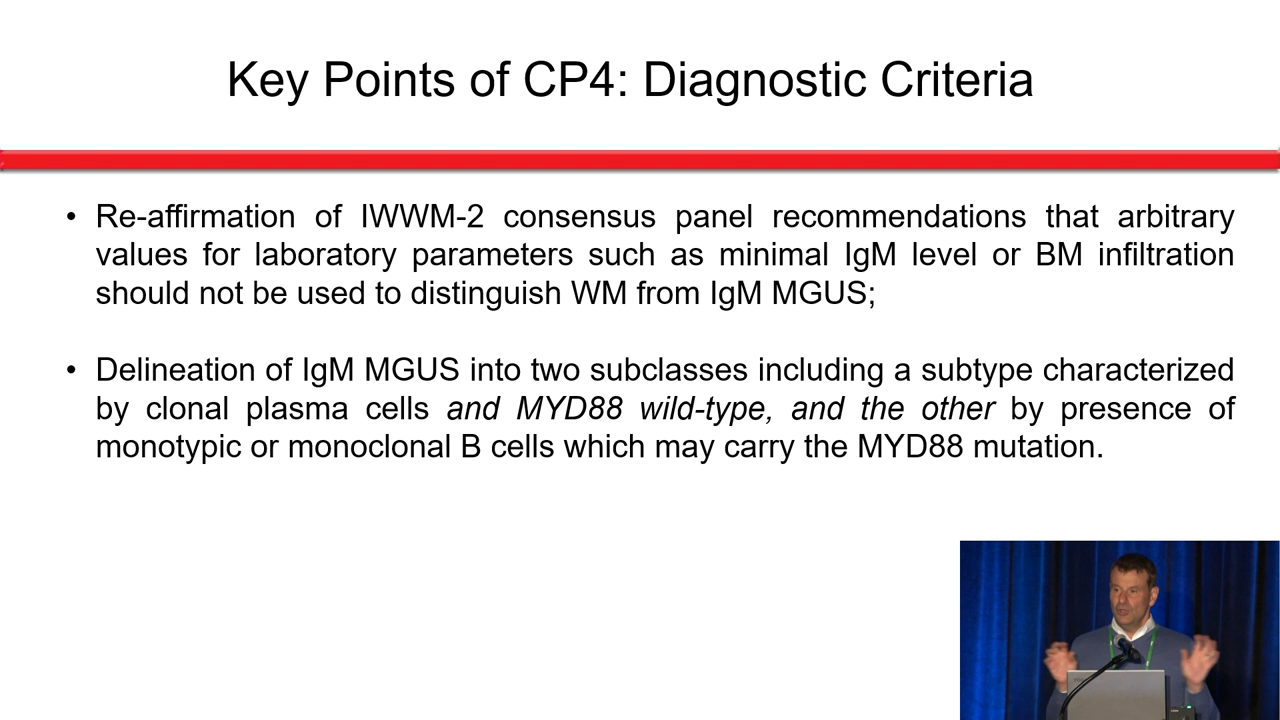 Key Points of CP4: Diagnostic Criteria
• Re-affirmation of IWWM-2 consensus panel recommendations that arbitrary
values for laboratory parameters such as minimal IgM level or BM infiltration
should not be used to distinguish WM from IgM MGUS;
• Delineation of IgM MGUS into two subclasses including a subtype characterized
by clonal plasma cells and MYD88 wild-type, and the other by presence of
monotypic or monoclonal B cells which may carry the MYD88 mutation.